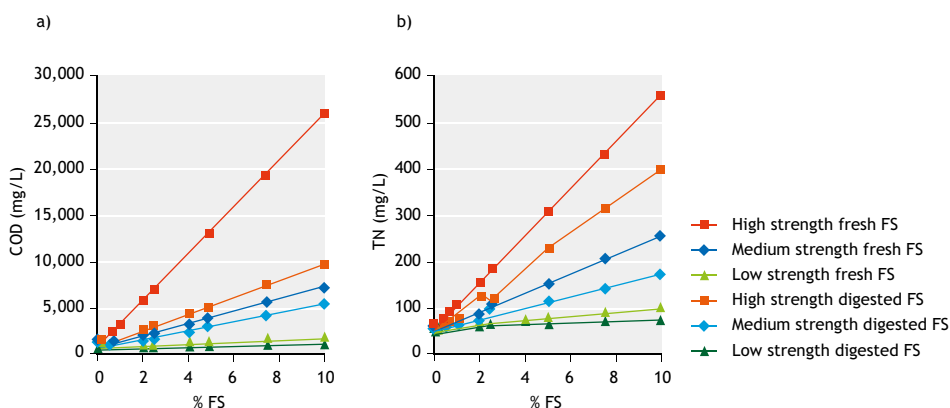 a)
30,000
25,000
20,000
15,000
10,000
5,000
0
COD (mg/L)
0 2 4 6 8 10
% FS
b)
600
500
400
300
200
100
0
TN (mg/L)
0 2 4 6 8 10
% FS
High strength fresh FS
Medium strength fresh FS
Low strength fresh FS
High strength digested FS
Medium strength digested FS
Low strength digested FS